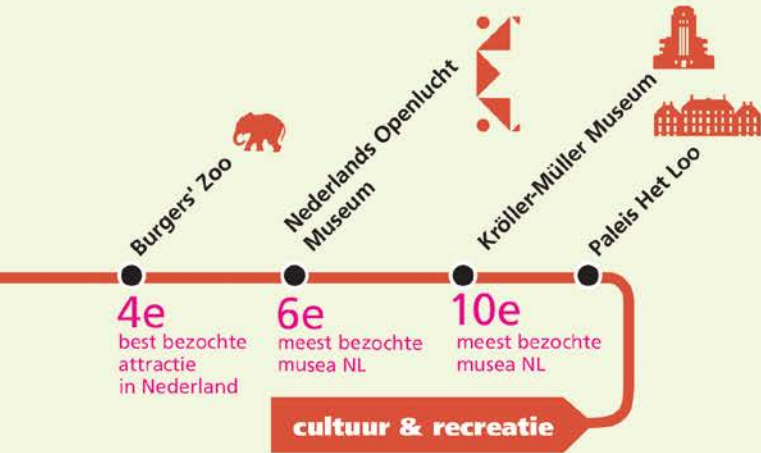 Burgers' Zoo
Nederlands Openlucht
Museum
Kröller-Müller Museum
Paleis Het Loo
4e
best bezochte
attractie
in Nederland
6e
meest bezochte
musea NL
10e
meest bezochte
musea NL
cultuur & recreatie